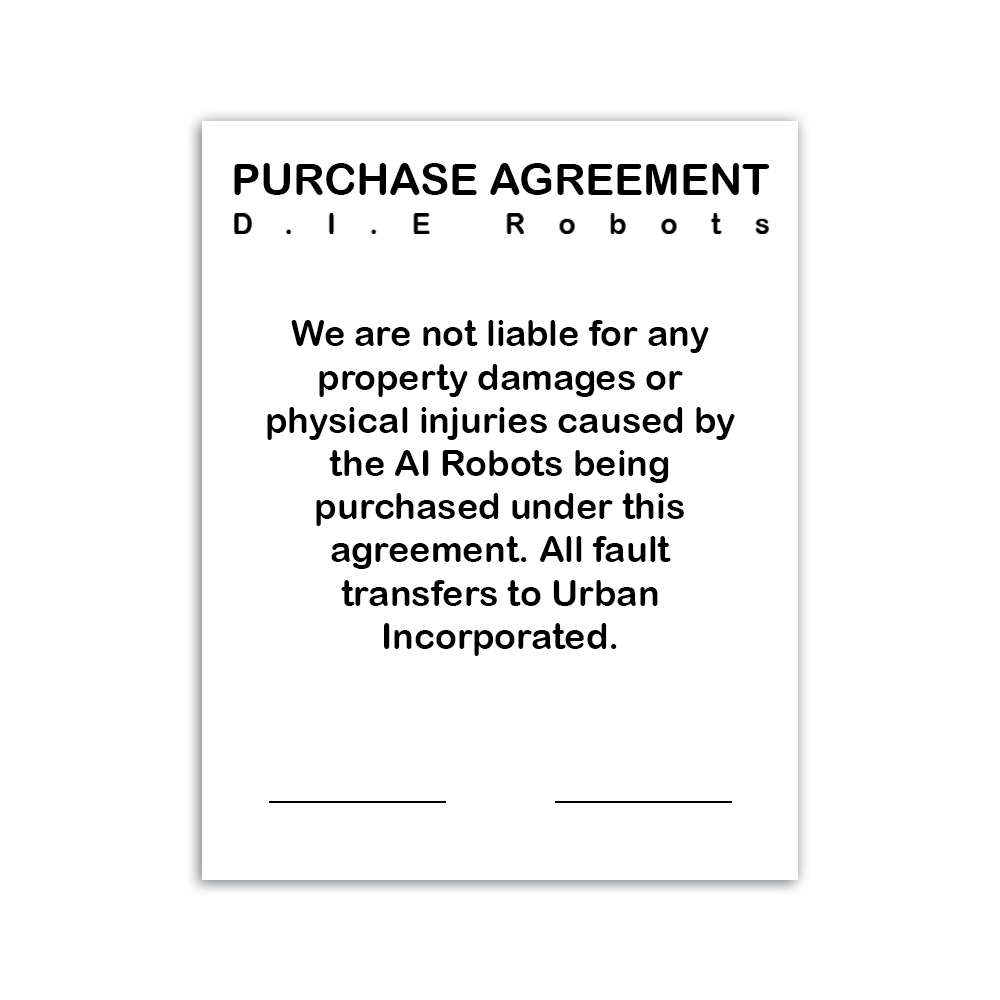 PURCHASE AGREEMENT
D.I.E Robots
We are not liable for any
property damages or
physical injuries caused by
the AI Robots being
purchased under this
agreement. All fault
transfers to Urban
Incorporated.